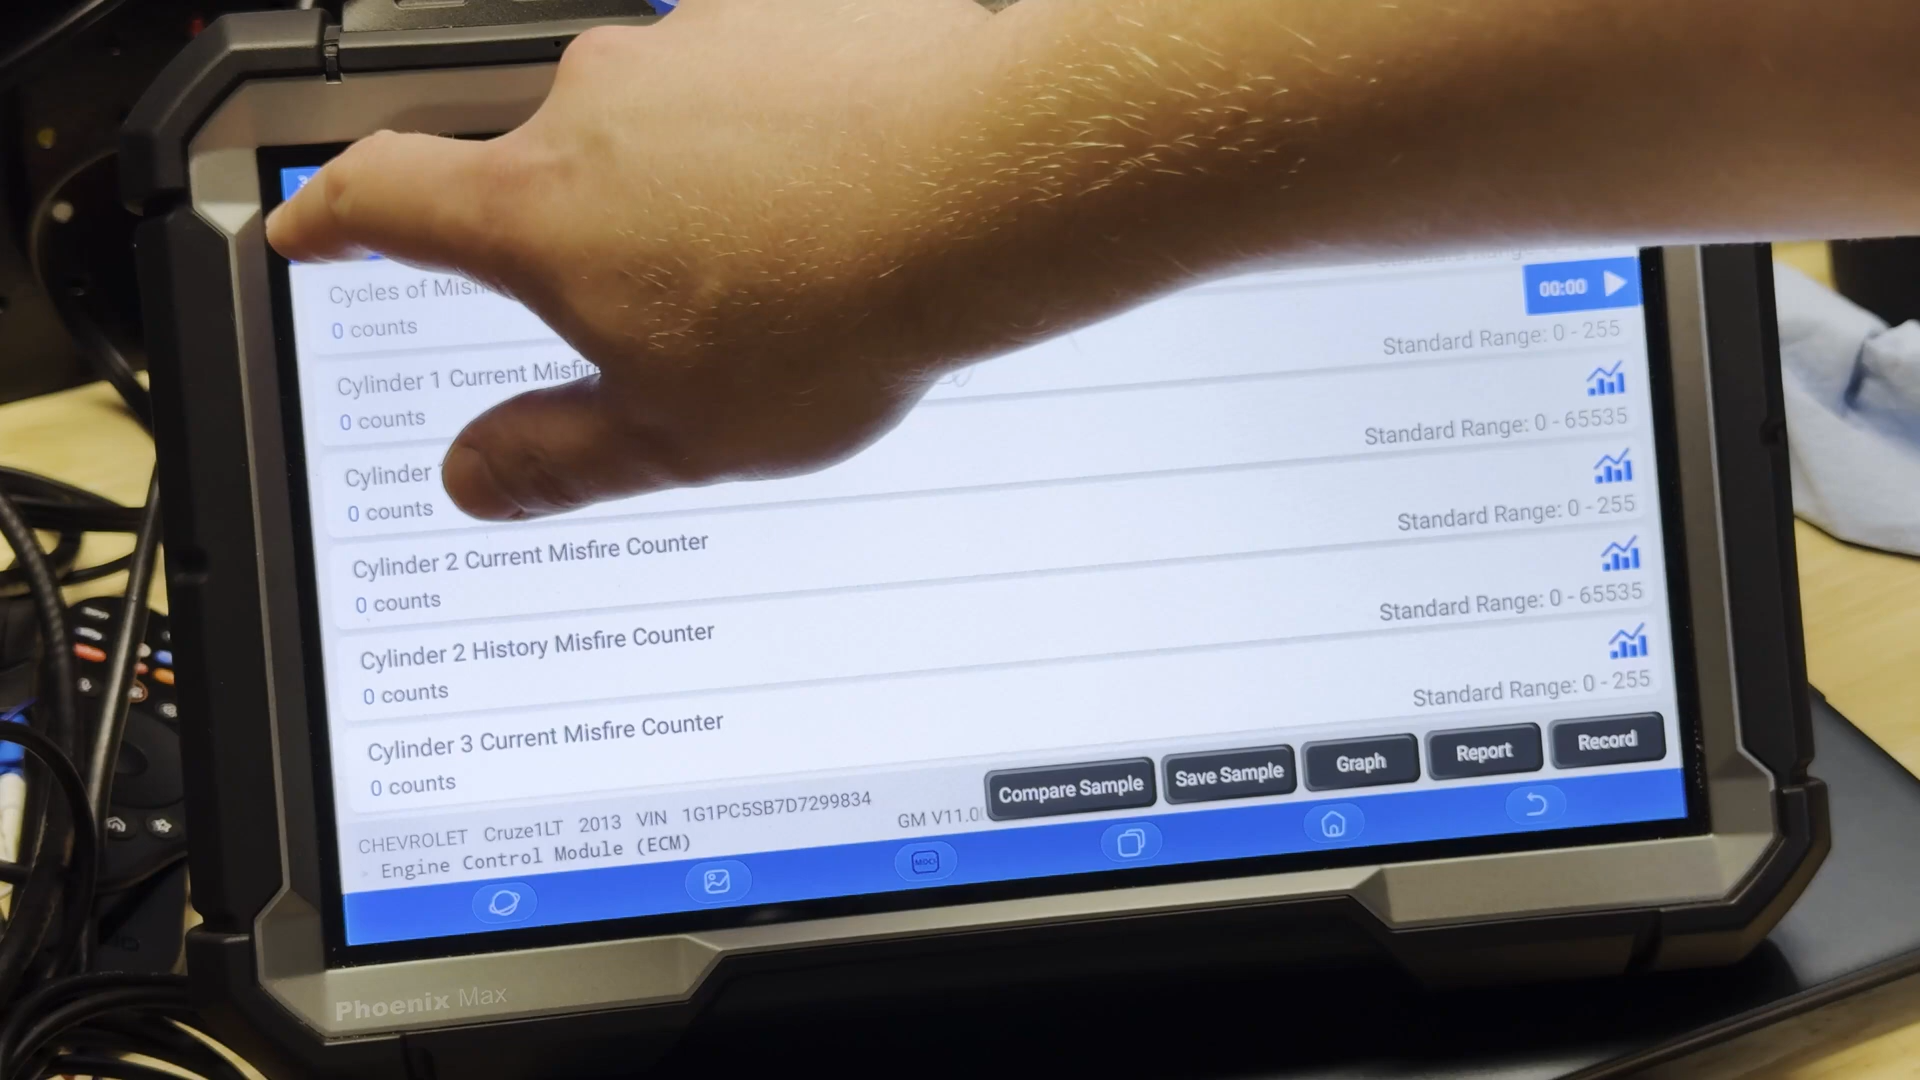 Cycles of
0 counts
00:00
Standard Range: 0 - 255
Cylinder 1 Current Misfir
0 counts
Standard Range: 0 - 65535
Cylinder
0 counts
Standard Range: 0 - 255
Cylinder 2 Current Misfire Counter
0 counts
Standard Range: 0 - 65535
Cylinder 2 History Misfire Counter
0 counts
Standard Range: 0 - 255
Cylinder 3 Current Misfire Counter
0 counts
Compare Sample Save Sample Graph Report Record
CHEVROLET Cruze1LT 2013 VIN 1G1PC5SB7D7299834 GM V11.0
> Engine Control Module (ECM)
Phoenix Max